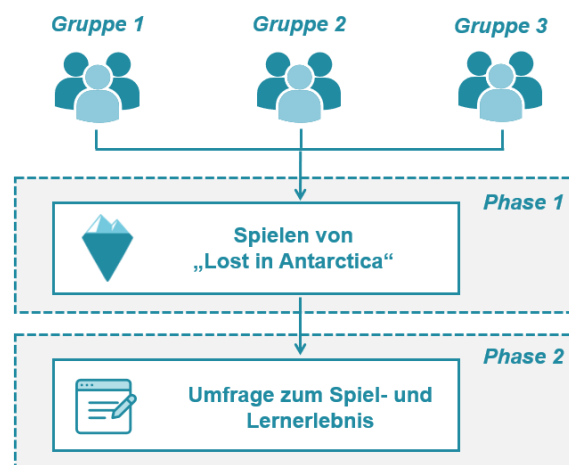 Gruppe 1
Gruppe 2
Gruppe 3
Phase 1
Spielen von
„Lost in Antarctica“
Phase 2
Umfrage zum Spiel- und
Lernerlebnis